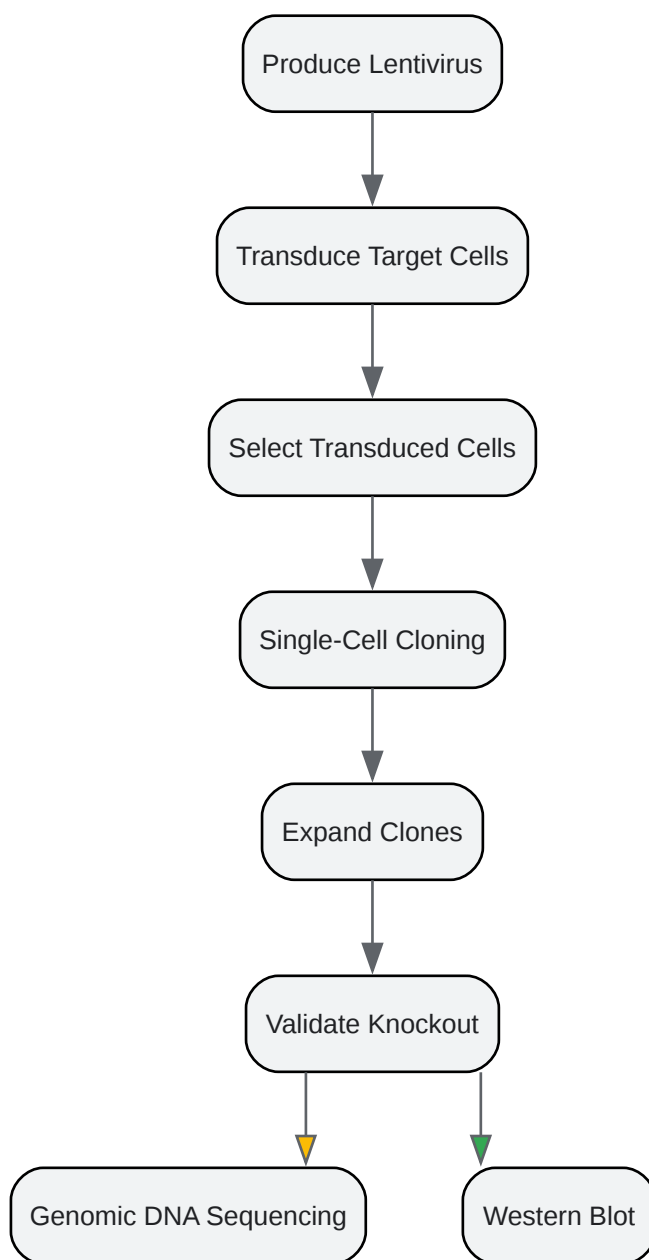 Produce Lentivirus
Transduce Target Cells
Select Transduced Cells
Single-Cell Cloning
Expand Clones
Validate Knockout
Genomic DNA Sequencing
Western Blot